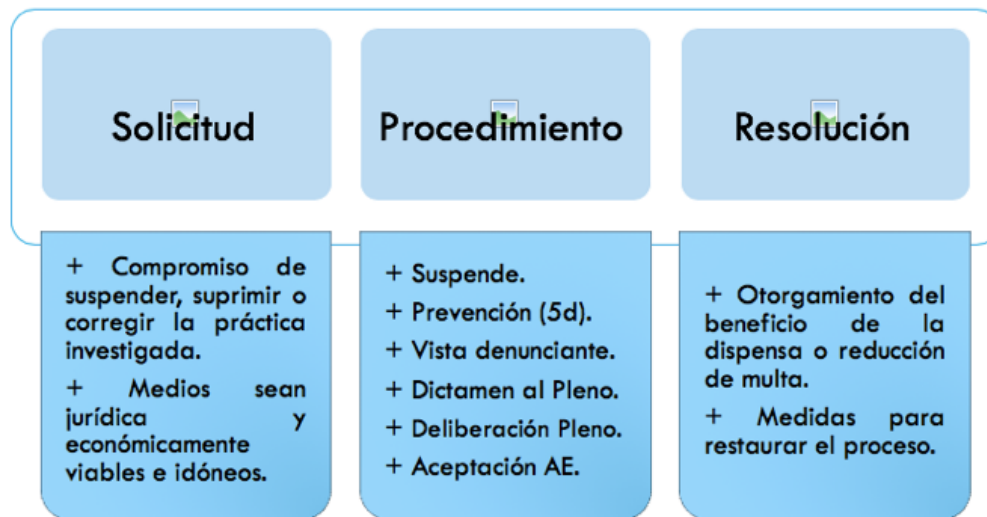 Solicitud
Procedimiento
Resolución
+ Compromiso de
suspender, suprimir o
corregir la práctica
investigada.
+ Medios sean
jurídica y
económicamente
viables e idóneos.
+ Suspende.
+ Prevención (5d).
+ Vista denunciante.
+ Dictamen al Pleno.
+ Deliberación Pleno.
+ Aceptación AE.
+ Otorgamiento del
beneficio de la
dispensa o reducción
de multa.
+ Medidas para
restaurar el proceso.